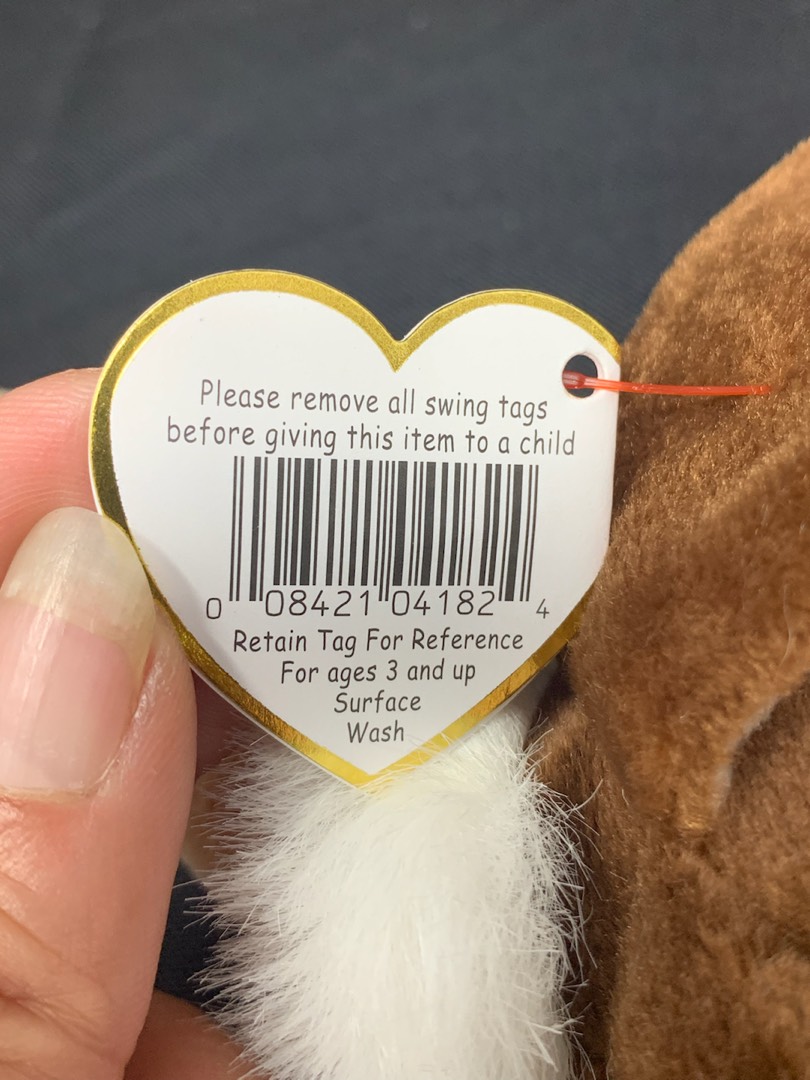 Please remove all swing tags
before giving this item to a child
0 08421 04182 4
Retain Tag For Reference
For ages 3 and up
Surface
Wash